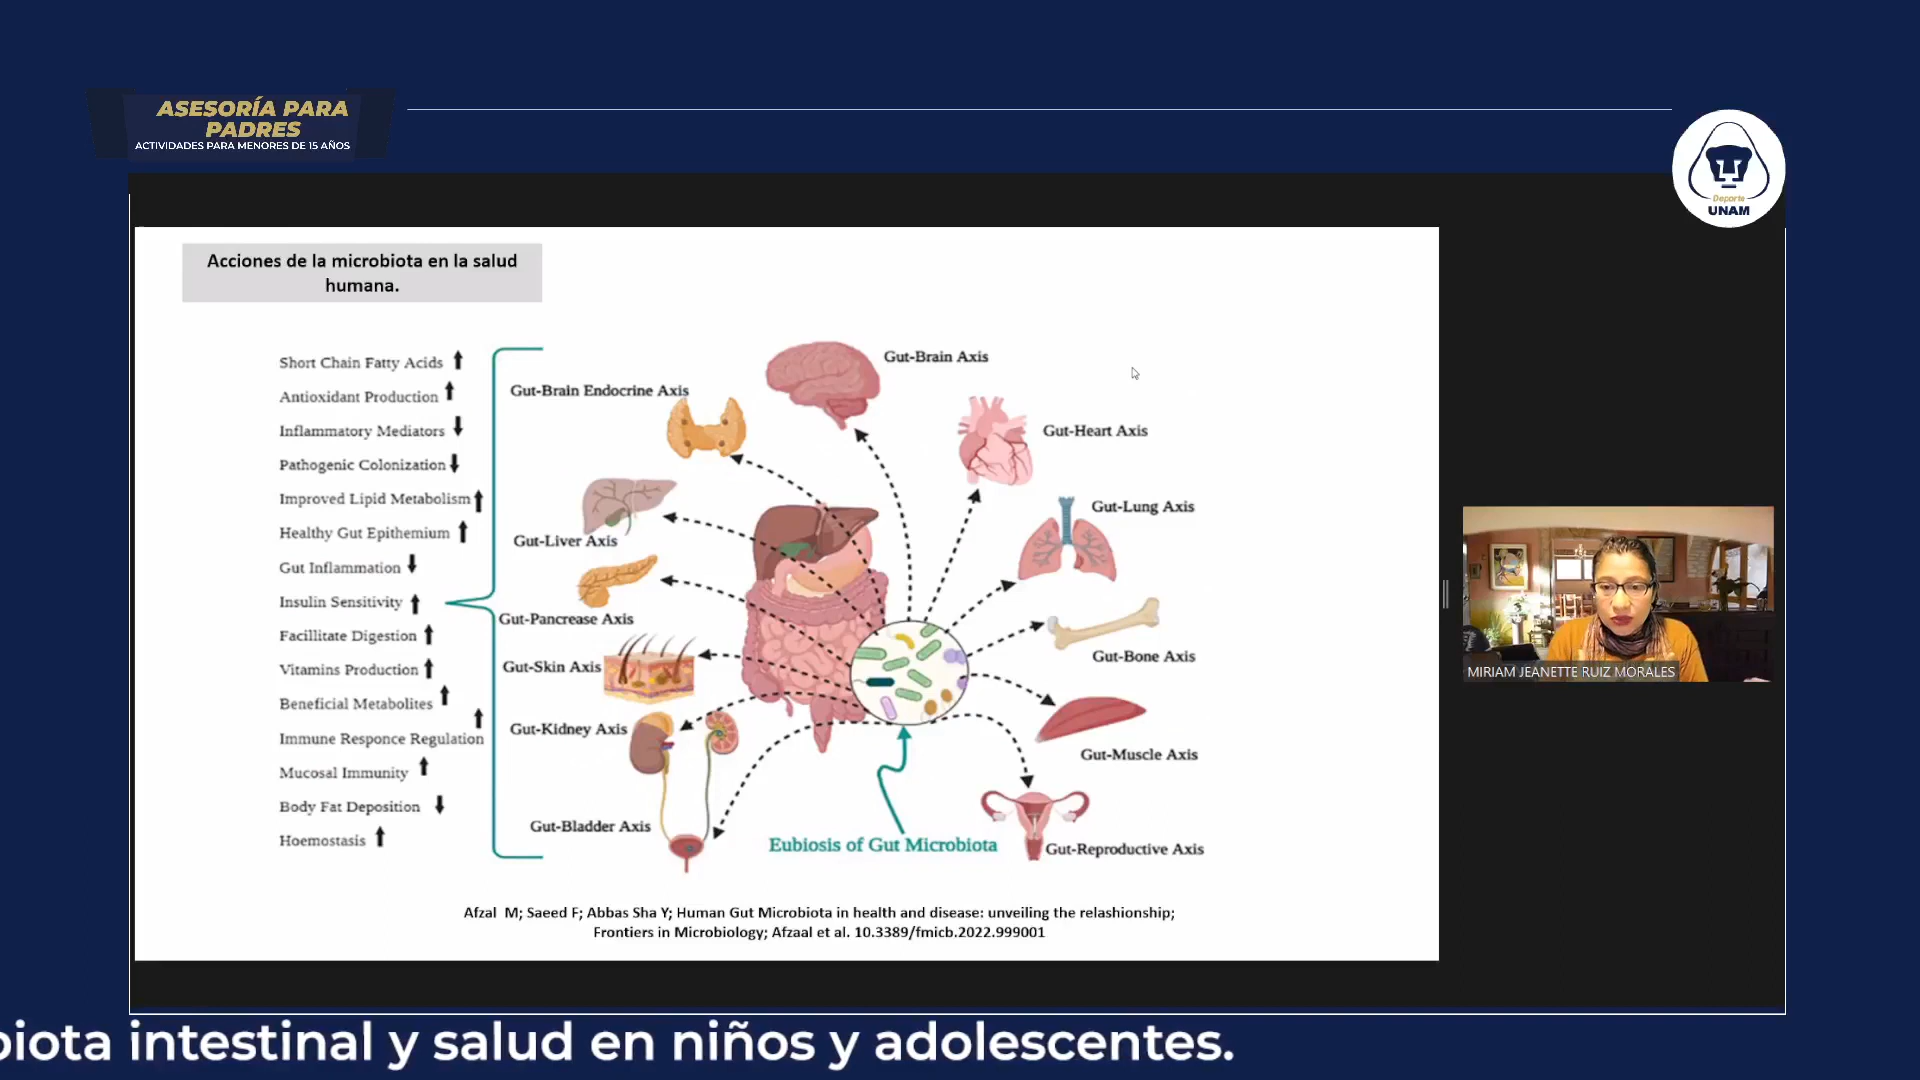 ASESORÍA PARA
PADRES
ACTIVIDADES PARA MENORES DE 15 AÑOS
Deporte
UNAM
Acciones de la microbiota en la salud
humana.
Short Chain Fatty Acids
Antioxidant Production
Inflammatory Mediators
Pathogenic Colonization
Improved Lipid Metabolism
Healthy Gut Epithemium
Gut Inflammation
Insulin Sensitivity
Facillitate Digestion
Vitamins Production
Beneficial Metabolites
Immune Responce Regulation
Mucosal Immunity
Body Fat Deposition
Hoemostasis
Gut-Brain Endocrine Axis
Gut-Liver Axis
Gut-Pancrease Axis
Gut-Skin Axis
Gut-Kidney Axis
Gut-Bladder Axis
Gut-Brain Axis
Gut-Heart Axis
Gut-Lung Axis
Gut-Bone Axis
Gut-Muscle Axis
Gut-Reproductive Axis
Eubiosis of Gut Microbiota
Afzal M; Saeed F; Abbas Sha Y; Human Gut Microbiota in health and disease: unveiling the relashionship;
Frontiers in Microbiology; Afzaal et al. 10.3389/fmicb.2022.999001
MIRIAM JEANETTE RUIZ MORALES
biota intestinal y salud en niños y adolescentes.